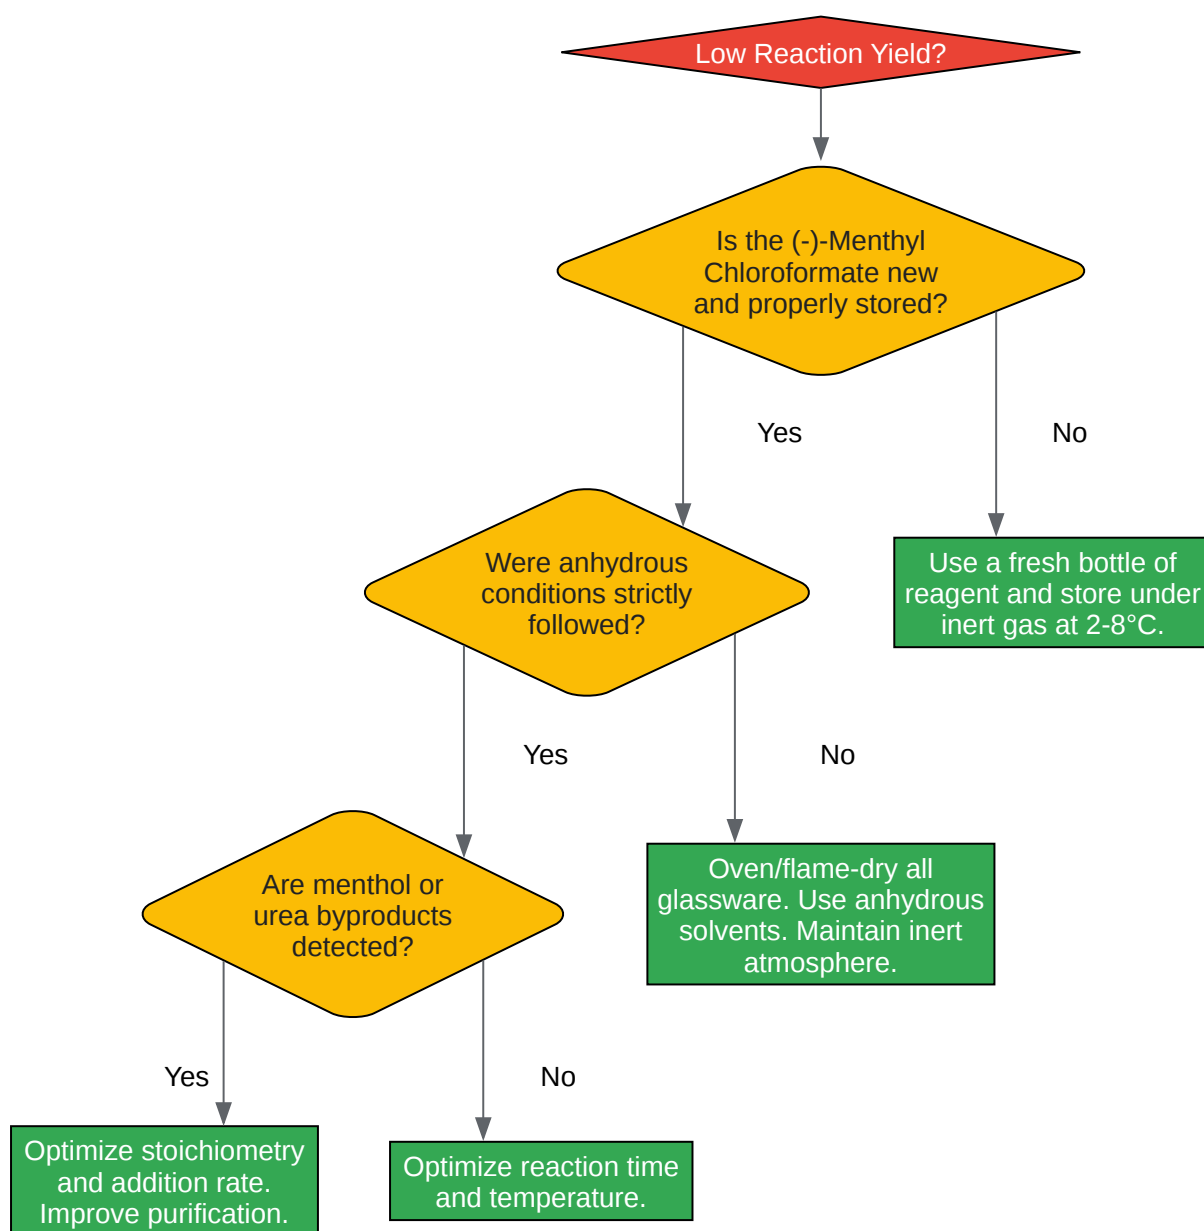 Low Reaction Yield?
Is the (-)-Menthyl
Chloroformate new
and properly stored?
Yes
No
Were anhydrous
conditions strictly
followed?
Use a fresh bottle of
reagent and store under
inert gas at 2-8°C.
Yes
No
Are menthol or
urea byproducts
detected?
Oven/flame-dry all
glassware. Use anhydrous
solvents. Maintain inert
atmosphere.
Yes
No
Optimize stoichiometry
and addition rate.
Improve purification.
Optimize reaction time
and temperature.